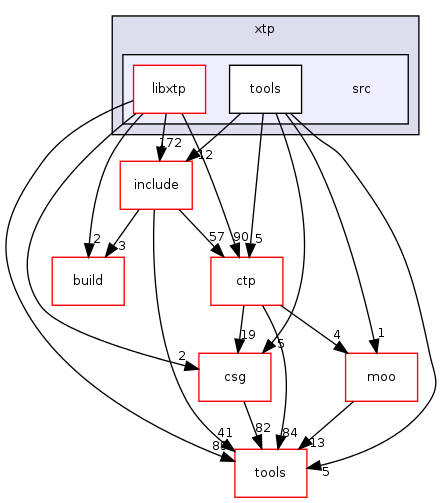 xtp
libxtp
tools
src
172
12
include
2
3
57
90
5
build
ctp
19
5
4
1
2
csg
moo
41
82
84
13
5
tools